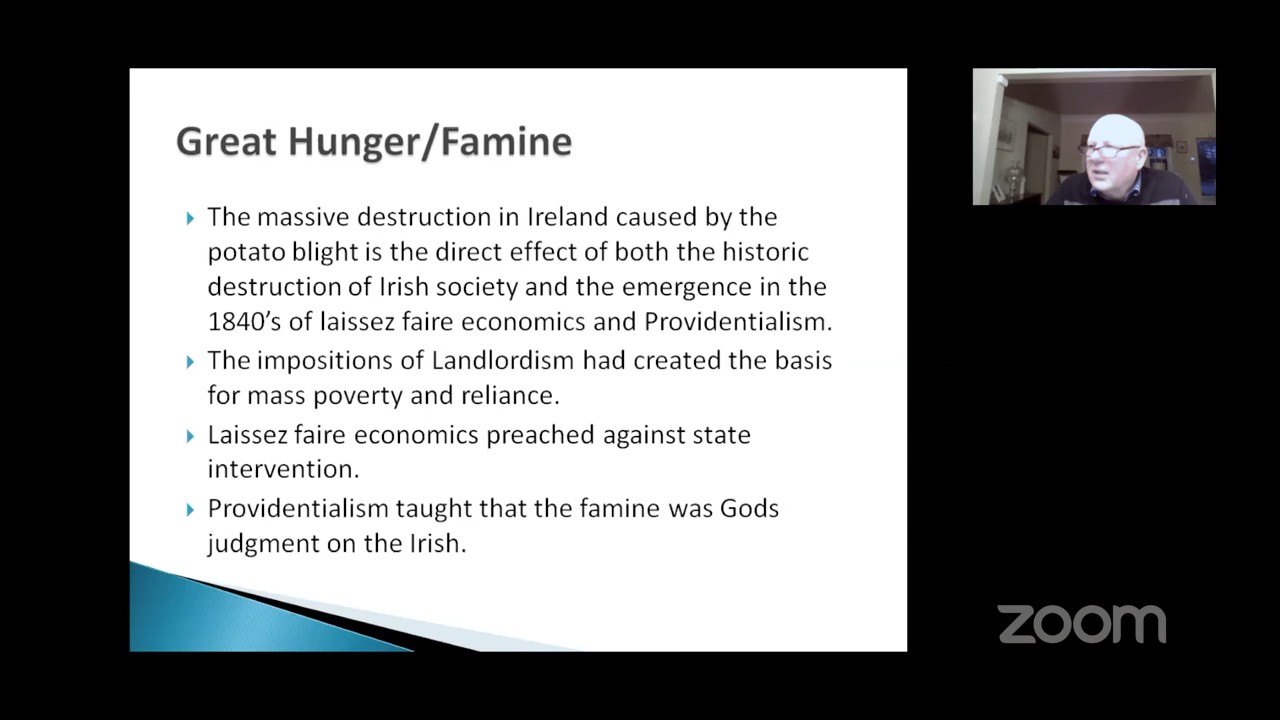 Great Hunger/Famine
The massive destruction in Ireland caused by the
potato blight is the direct effect of both the historic
destruction of Irish society and the emergence in the
1840's of laissez faire economics and Providentialism.
The impositions of Landlordism had created the basis
for mass poverty and reliance.
Laissez faire economics preached against state
intervention.
Providentialism taught that the famine was Gods
judgment on the Irish.
zoom